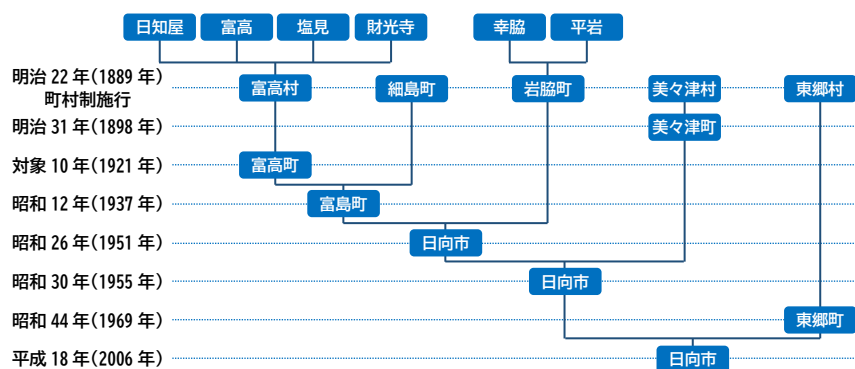 日知屋 富高 塩見 財光寺 幸脇 平岩
明治 22 年(1889 年) 富高村 細島町 岩脇町 美々津村 東郷村
町村制施行
明治 31 年(1898 年) 美々津町
対象 10 年(1921 年) 富高町
昭和 12 年(1937 年) 富島町
昭和 26 年(1951 年) 日向市
昭和 30 年(1955 年) 日向市
昭和 44 年(1969 年) 東郷町
平成 18 年(2006 年) 日向市